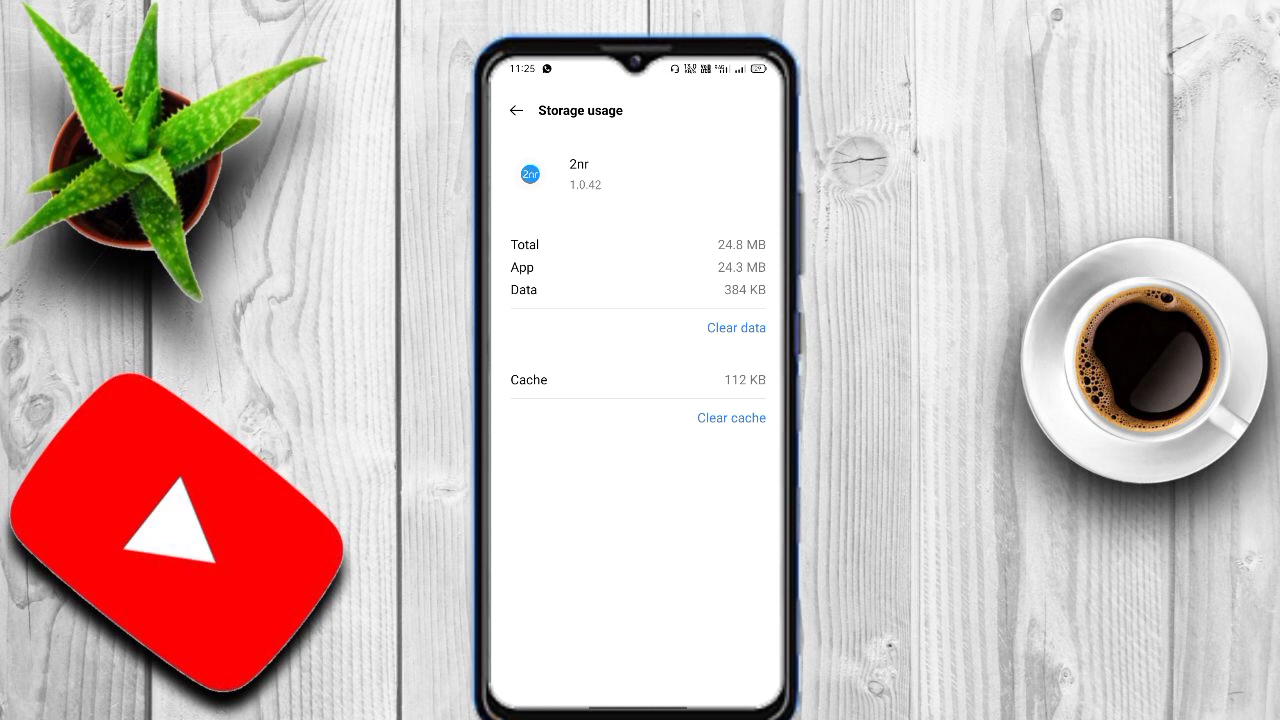 11:25
Storage usage
2nr
2nr
1.0.42
Total 24.8 MB
App 24.3 MB
Data 384 KB
Clear data
Cache 112 KB
Clear cache